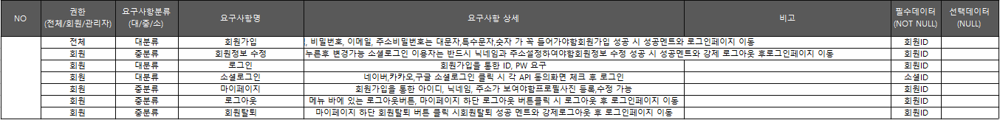 NO 권한 요구사항분류 요구사항명 요구사항 상세 비고 필수데이터 선택데이터
(전체/회원/관리자) (대/중/소) (NOT NULL) (NULL)
전체 대분류 회원가입 , 비밀번호, 이메일, 주소비밀번호는 대문자,특수문자,숫자 가 꼭 들어가야함회원가입 성공 시 성공멘트와 로그인페이지 이동 회원ID
회원 중분류 회원정보 수정 누른후 변경가능 소셜로그인 이용자는 반드시 닉네임과 주소설정하여야함회원정보 수정 성공 시 성공멘트와 강제 로그아웃 후로그인페이지 이동 회원ID
회원 대분류 로그인 회원가입을 통한 ID, PW 요구 회원ID
회원 대분류 소셜로그인 네이버,카카오,구글 소셜로그인 클릭 시 각 API 동의화면 체크 후 로그인 소셜ID
회원 중분류 마이페이지 회원가입을 통한 아이디, 닉네임, 주소가 보여야함프로필사진 등록,수정 가능 회원ID
회원 중분류 로그아웃 메뉴 바에 있는 로그아웃버튼, 마이페이지 하단 로그아웃 버튼클릭 시 로그아웃 후 로그인페이지 이동 회원ID
회원 중분류 회원탈퇴 마이페이지 하단 회원탈퇴 버튼 클릭 시회원탈퇴 성공 멘트와 강제로그아웃 후 로그인페이지 이동 회원ID